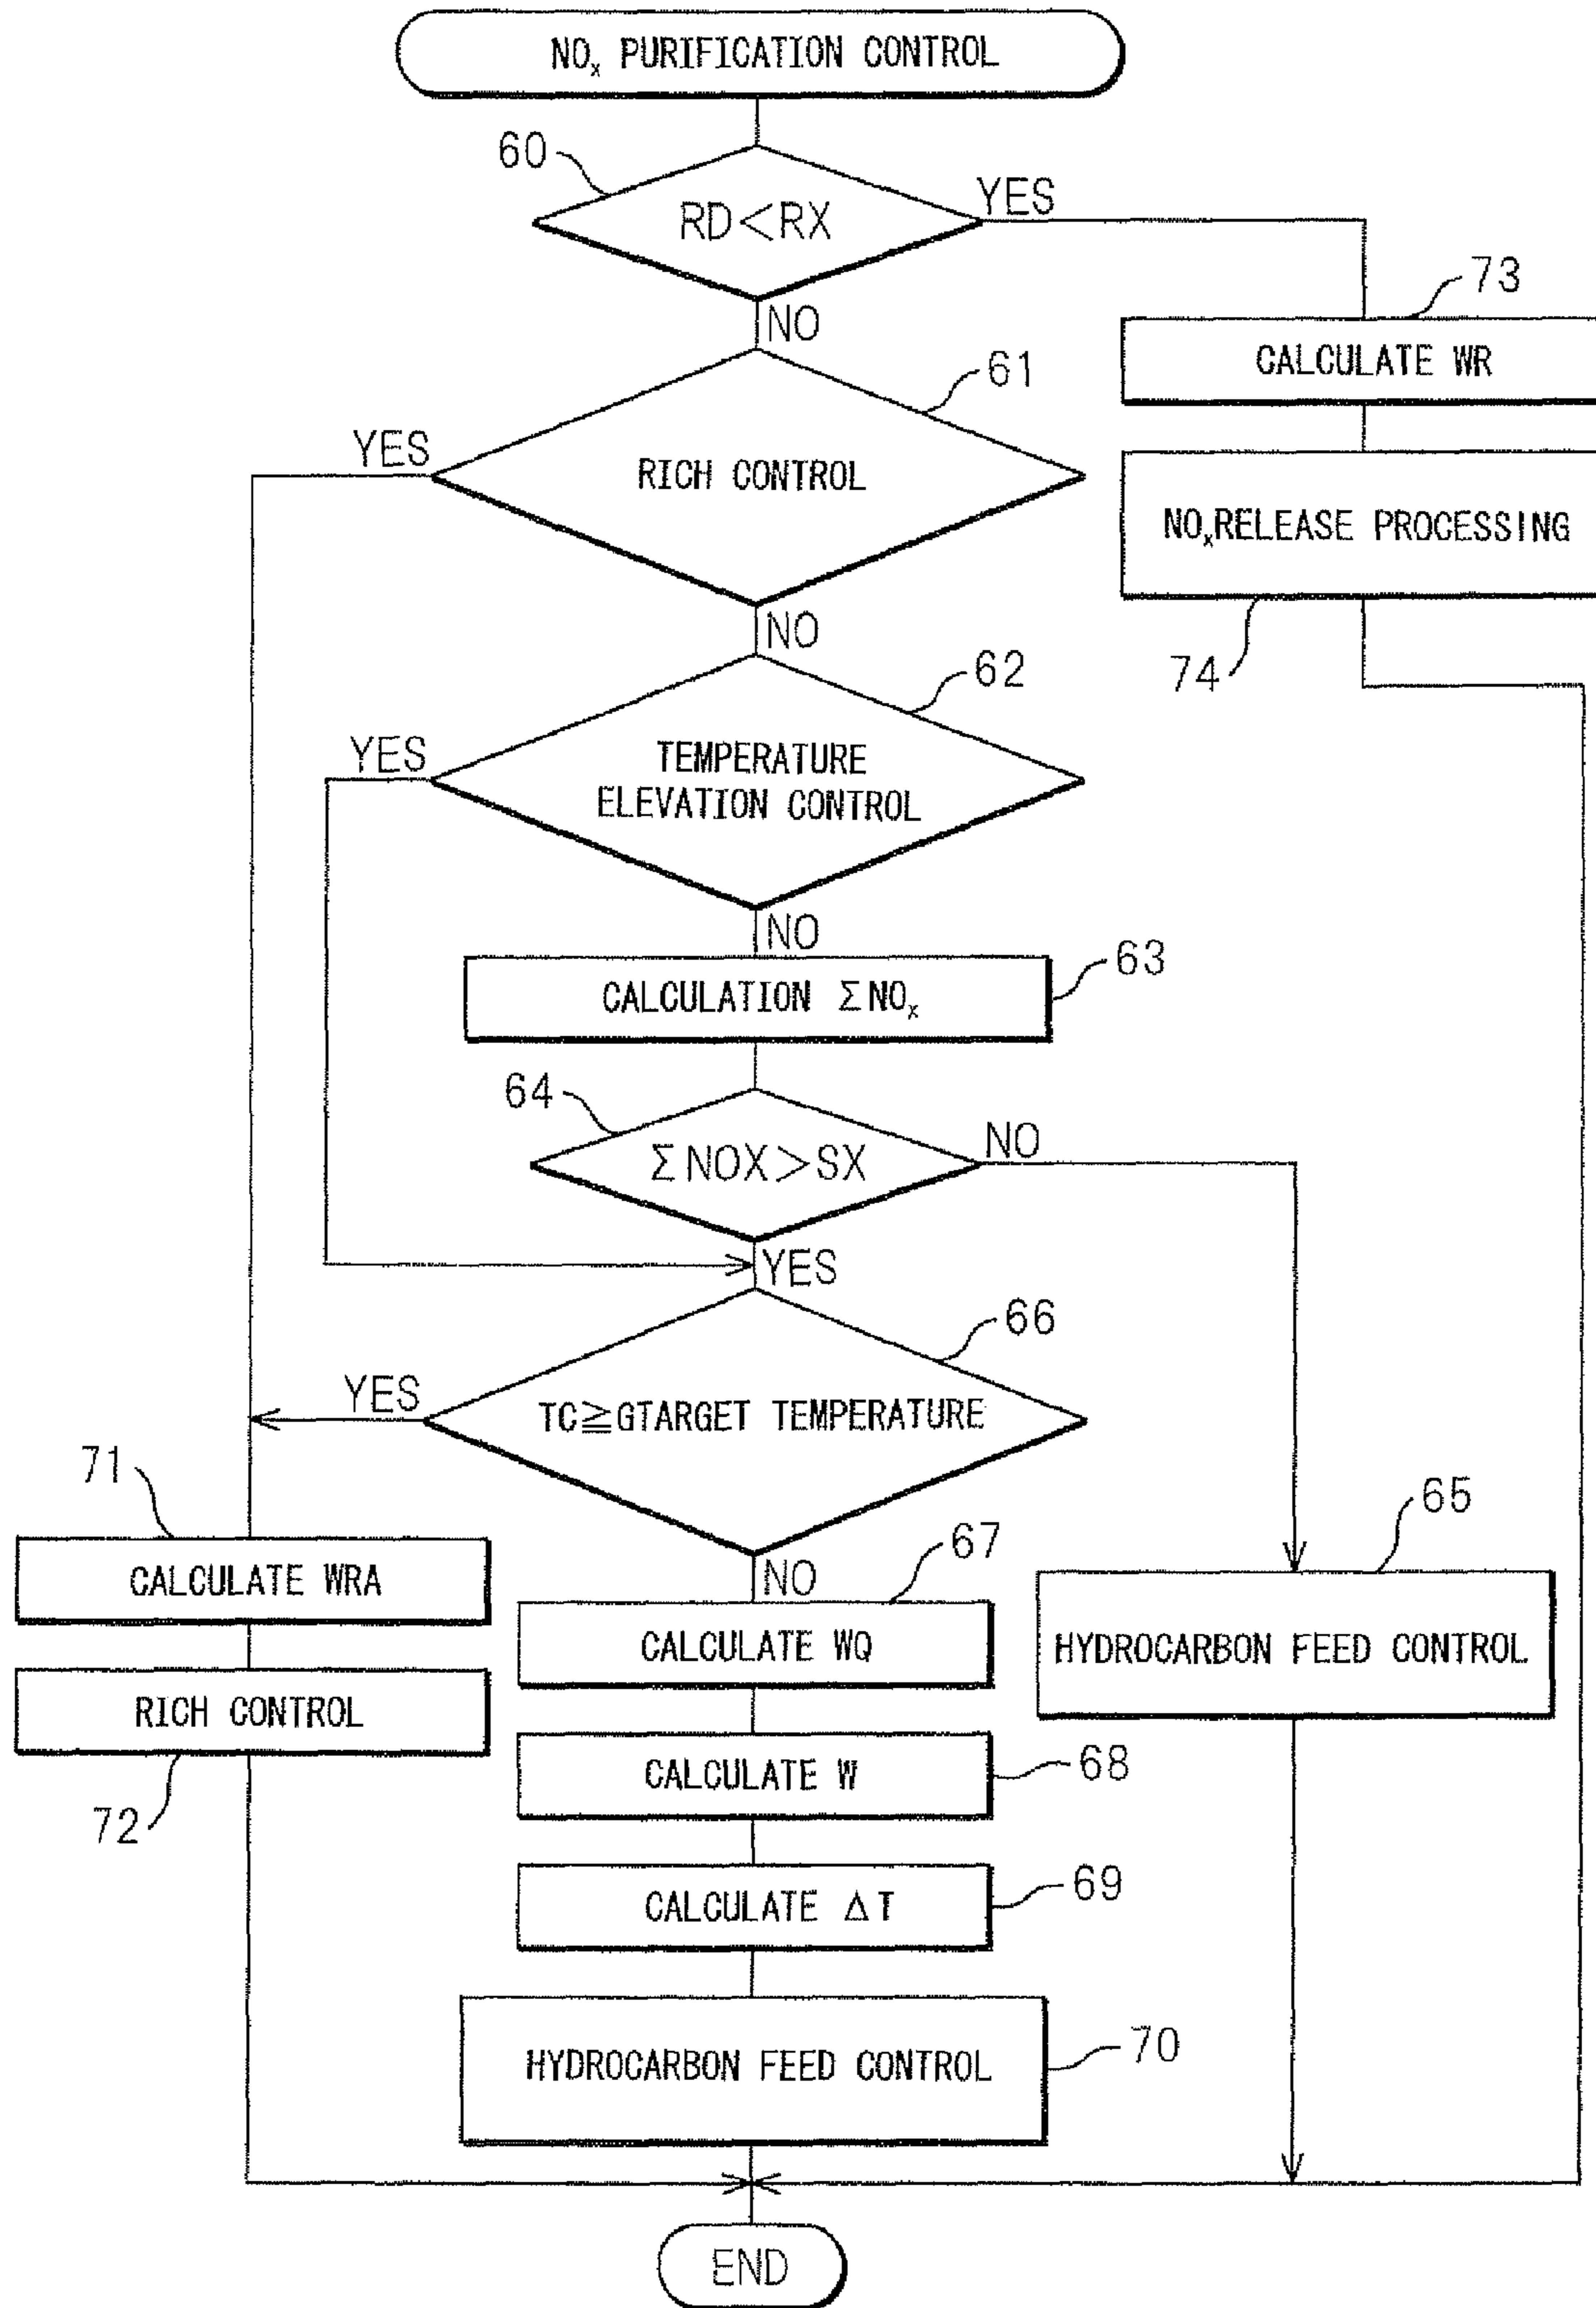 NOx PURIFICATION CONTROL
60
RD<RX
YES
NO
73
CALCULATE WR
61
YES
RICH CONTROL
NOxRELEASE PROCESSING
NO
74
62
YES
TEMPERATURE
ELEVATION CONTROL
NO
63
CALCULATION ΣNOx
64
ΣNOX>SX
NO
YES
66
YES
TC≧GTARGET TEMPERATURE
71
65
67
NO
CALCULATE WRA
CALCULATE WQ
HYDROCARBON FEED CONTROL
RICH CONTROL
72
CALCULATE W
68
CALCULATE ΔT
69
HYDROCARBON FEED CONTROL
70
END